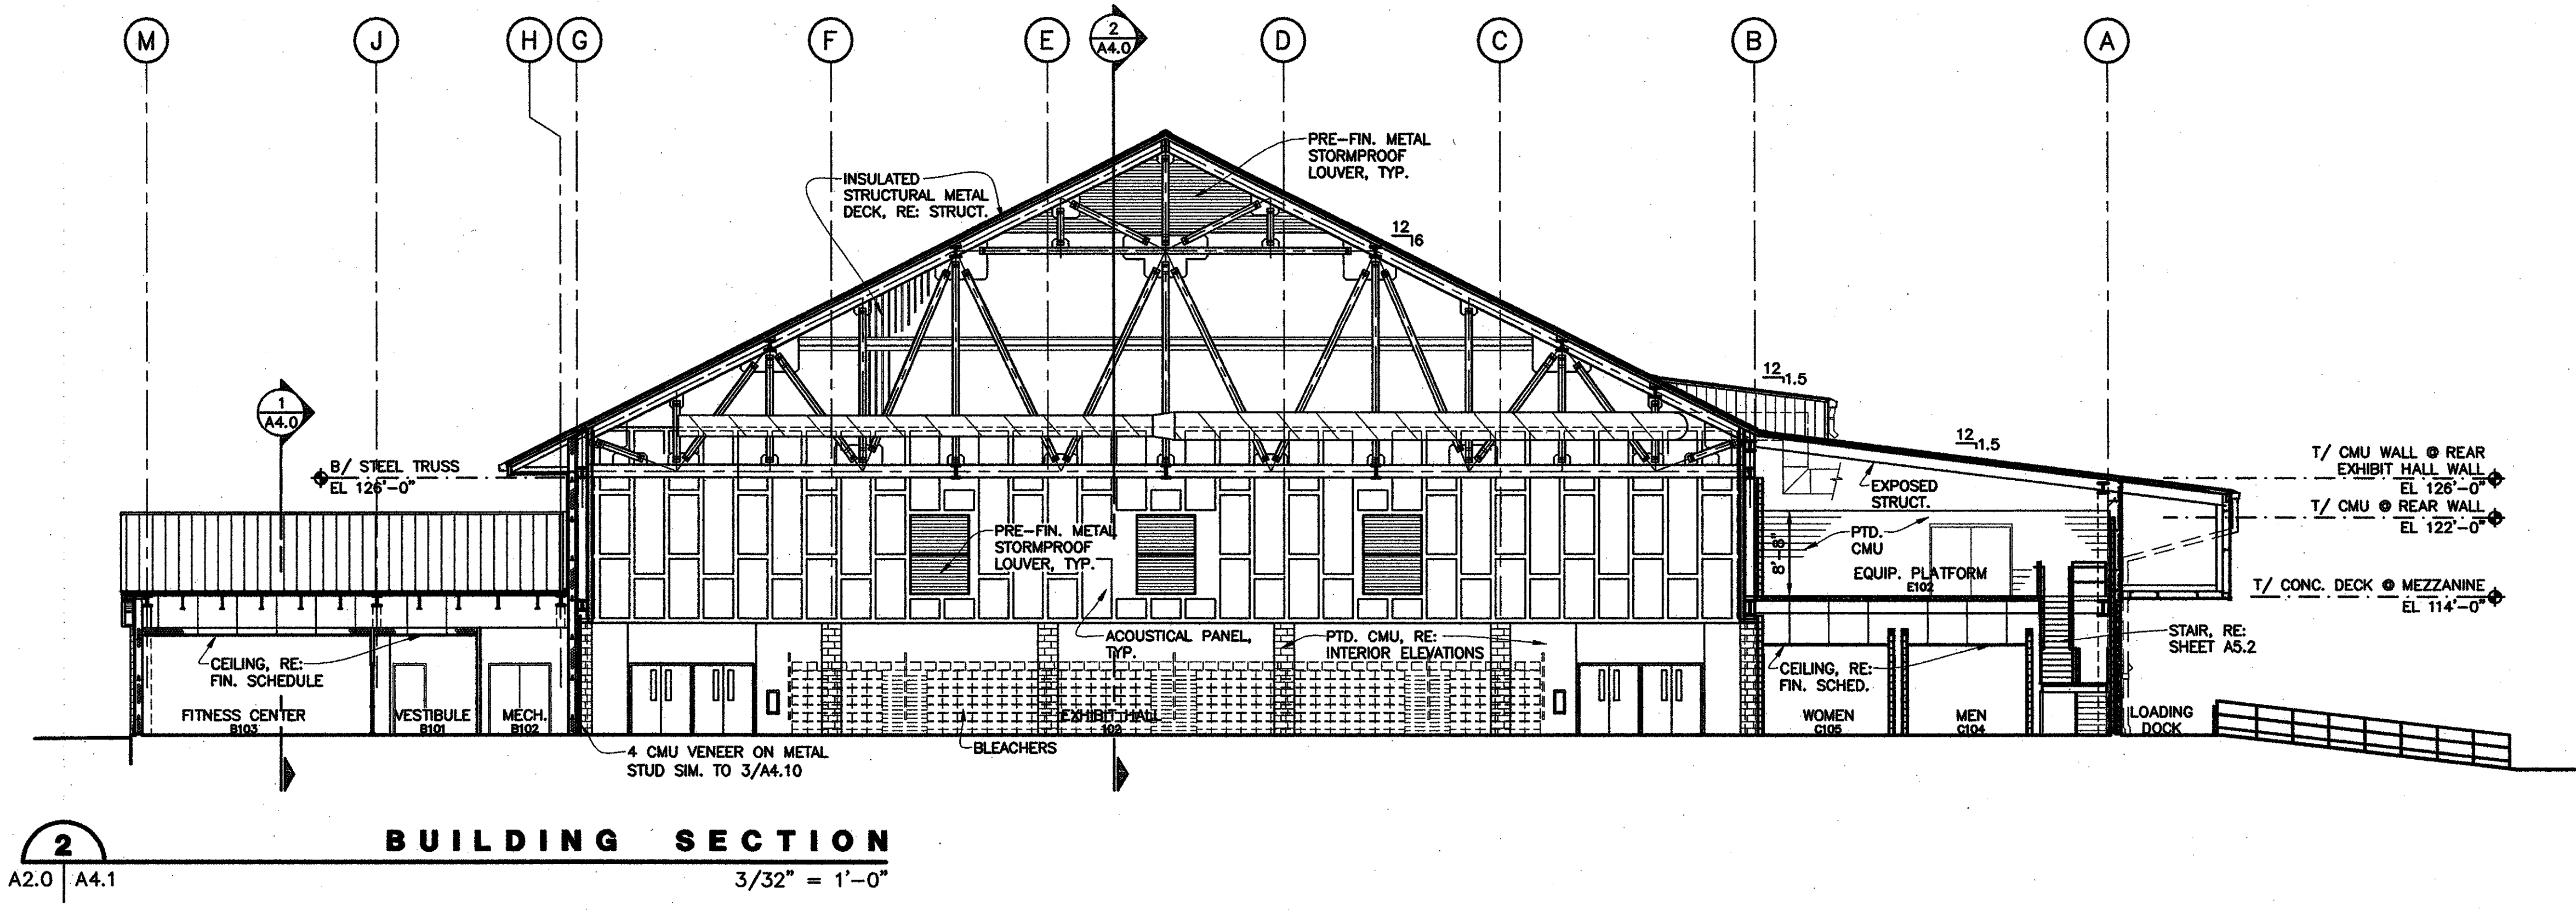 M
J
H
G
F
E
2
A4.0
D
C
B
A
PRE-FIN. METAL
STORMPROOF
LOUVER, TYP.
INSULATED
STRUCTURAL METAL
DECK, RE: STRUCT.
12
6
12
1.5
12
1.5
1
A4.0
B/ STEEL TRUSS
EL 126'-0"
T/ CMU WALL @ REAR
EXHIBIT HALL WALL
EL 126'-0"
T/ CMU @ REAR WALL
EL 122'-0"
T/ CONC. DECK @ MEZZANINE
EL 114'-0"
EXPOSED
STRUCT.
PTD.
CMU
8'-8"
EQUIP. PLATFORM
E102
PRE-FIN. METAL
STORMPROOF
LOUVER, TYP.
ACOUSTICAL PANEL,
TYP.
PTD. CMU, RE:
INTERIOR ELEVATIONS
STAIR, RE:
SHEET A5.2
CEILING, RE:
FIN. SCHEDULE
CEILING, RE:
FIN. SCHED.
FITNESS CENTER
B103
VESTIBULE
B101
MECH.
B102
EXHIBIT HALL
102
WOMEN
C105
MEN
C104
LOADING
DOCK
BLEACHERS
4 CMU VENEER ON METAL
STUD SIM. TO 3/A4.10
2
BUILDING SECTION
A2.0
A4.1
3/32" = 1'-0"